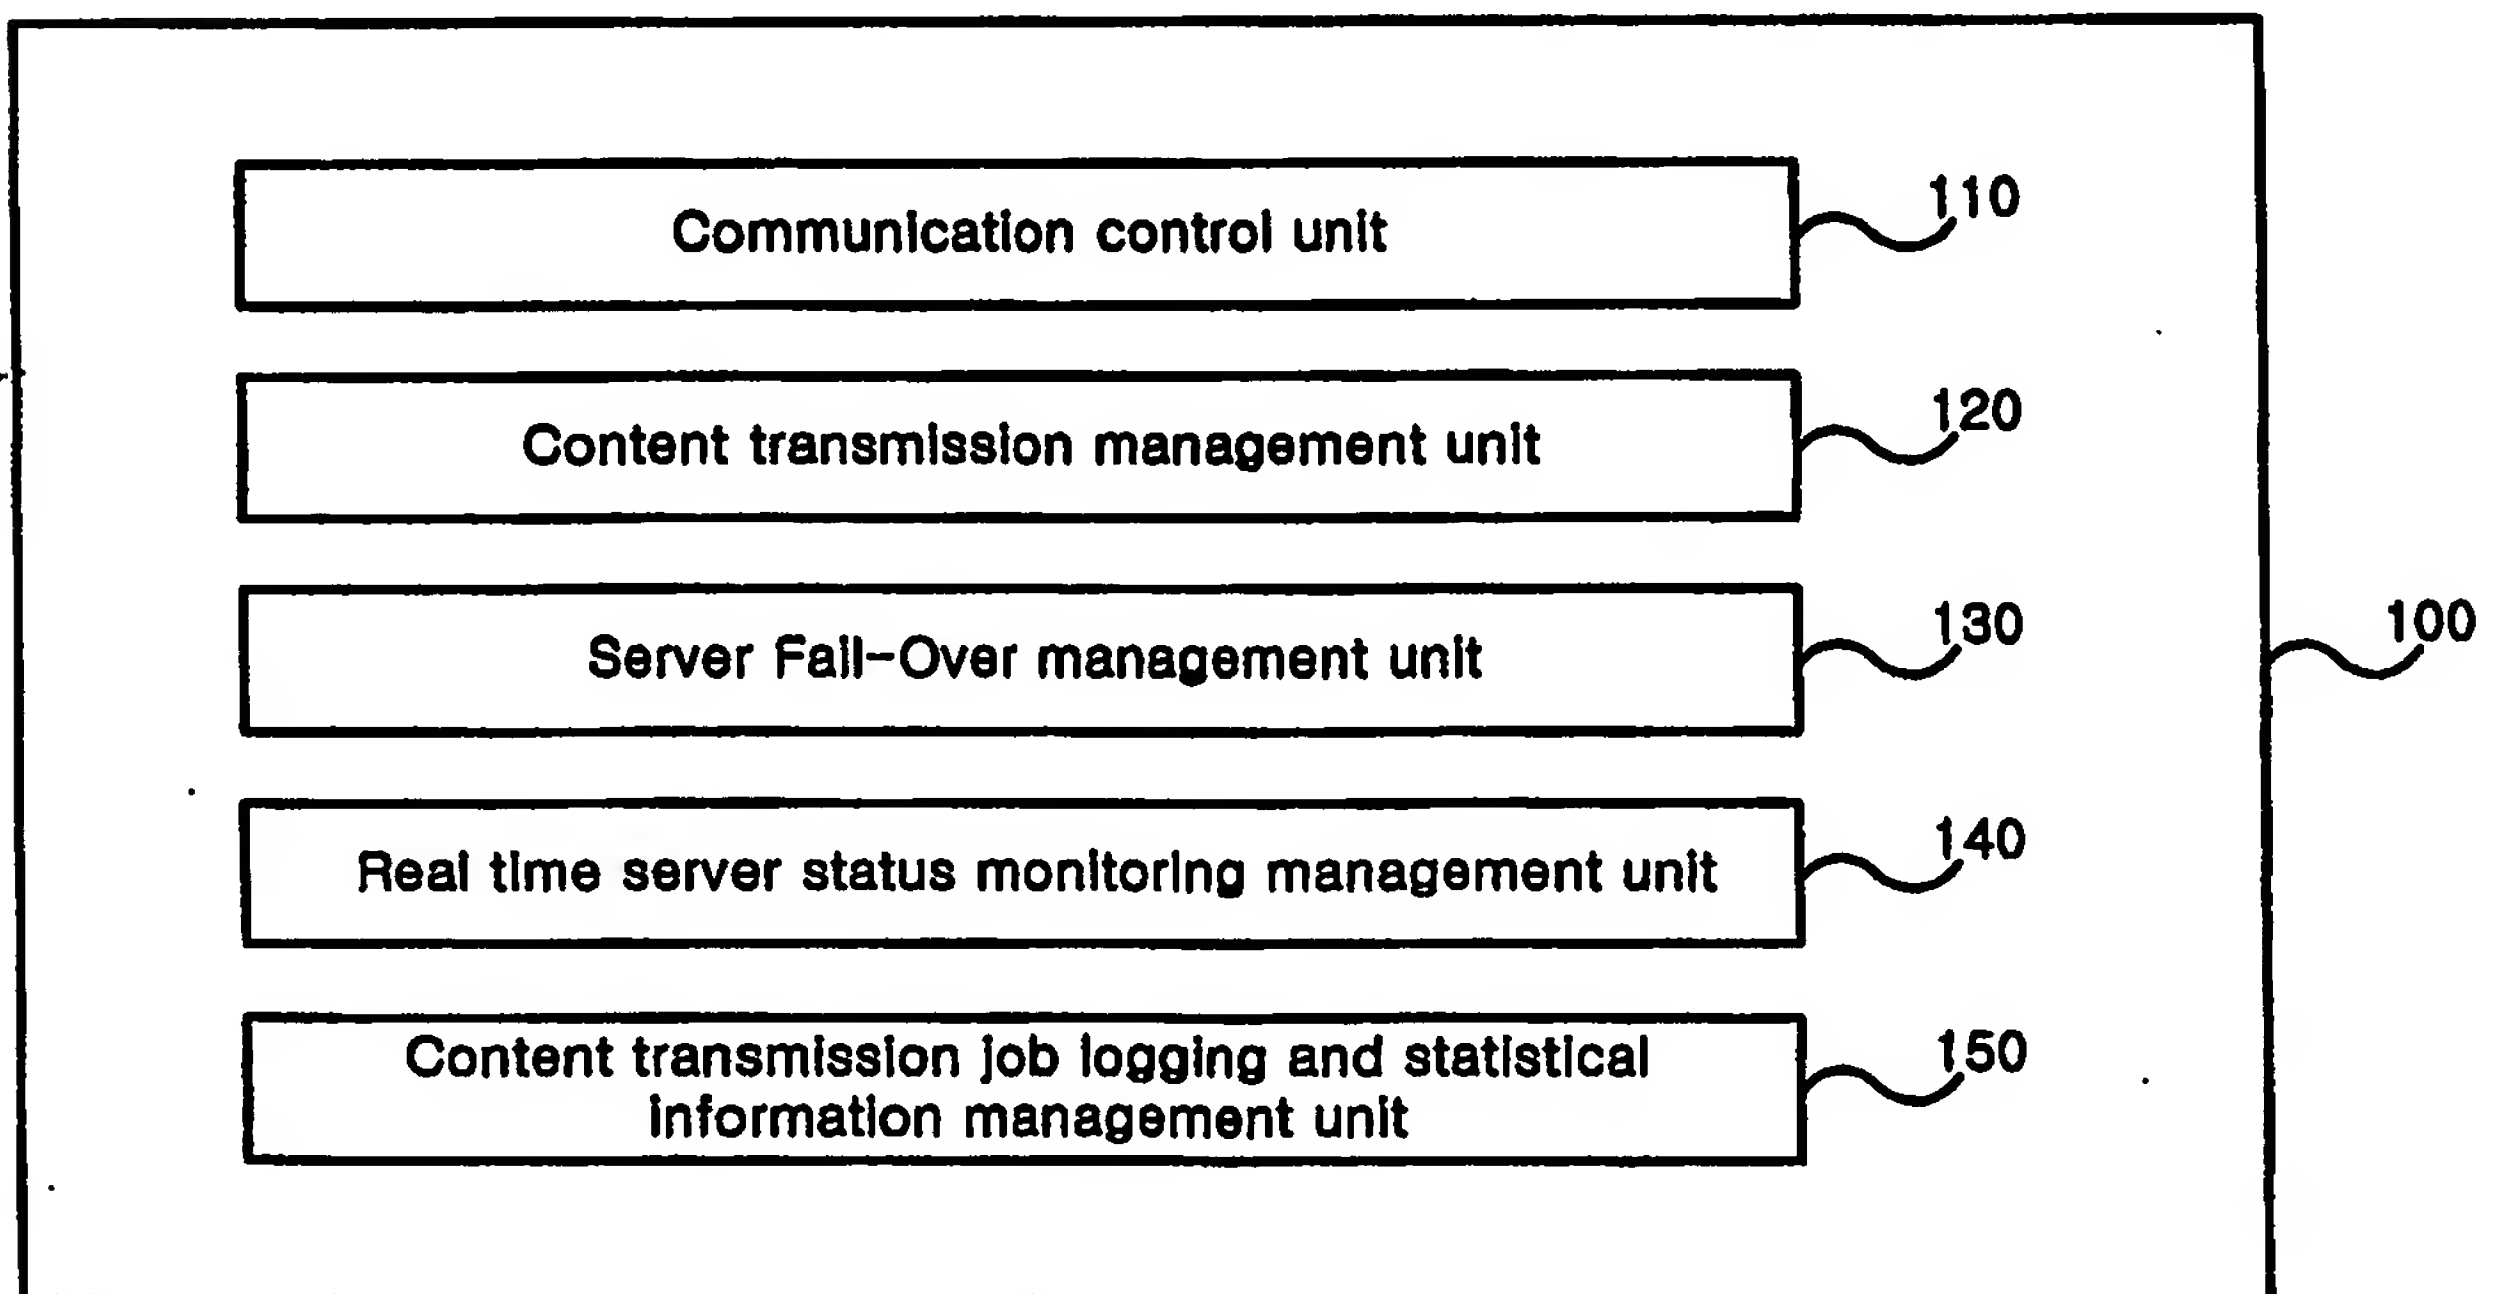 Communication control unit
110
Content transmission management unit
120
Server Fail-Over management unit
130
100
Real time server status monitoring management unit
140
Content transmission job logging and statistical
information management unit
150